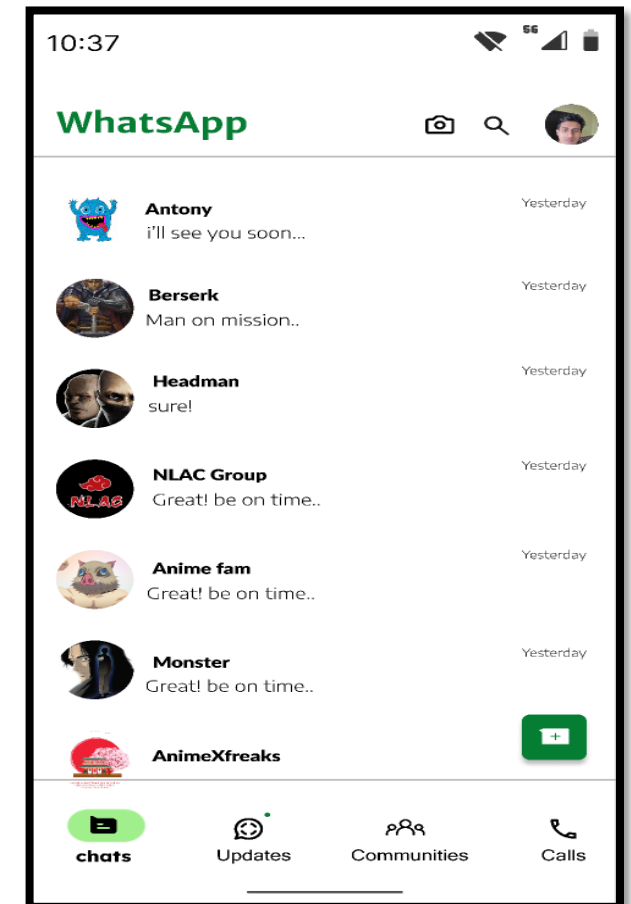 10:37
5G
WhatsApp
Antony
Yesterday
i'll see you soon...
Berserk
Yesterday
Man on mission..
Headman
Yesterday
sure!
NLAC Group
Yesterday
NLAC
Great! be on time..
Anime fam
Yesterday
Great! be on time..
Monster
Yesterday
Great! be on time..
AnimeXfreaks
chats
Updates
Communities
Calls